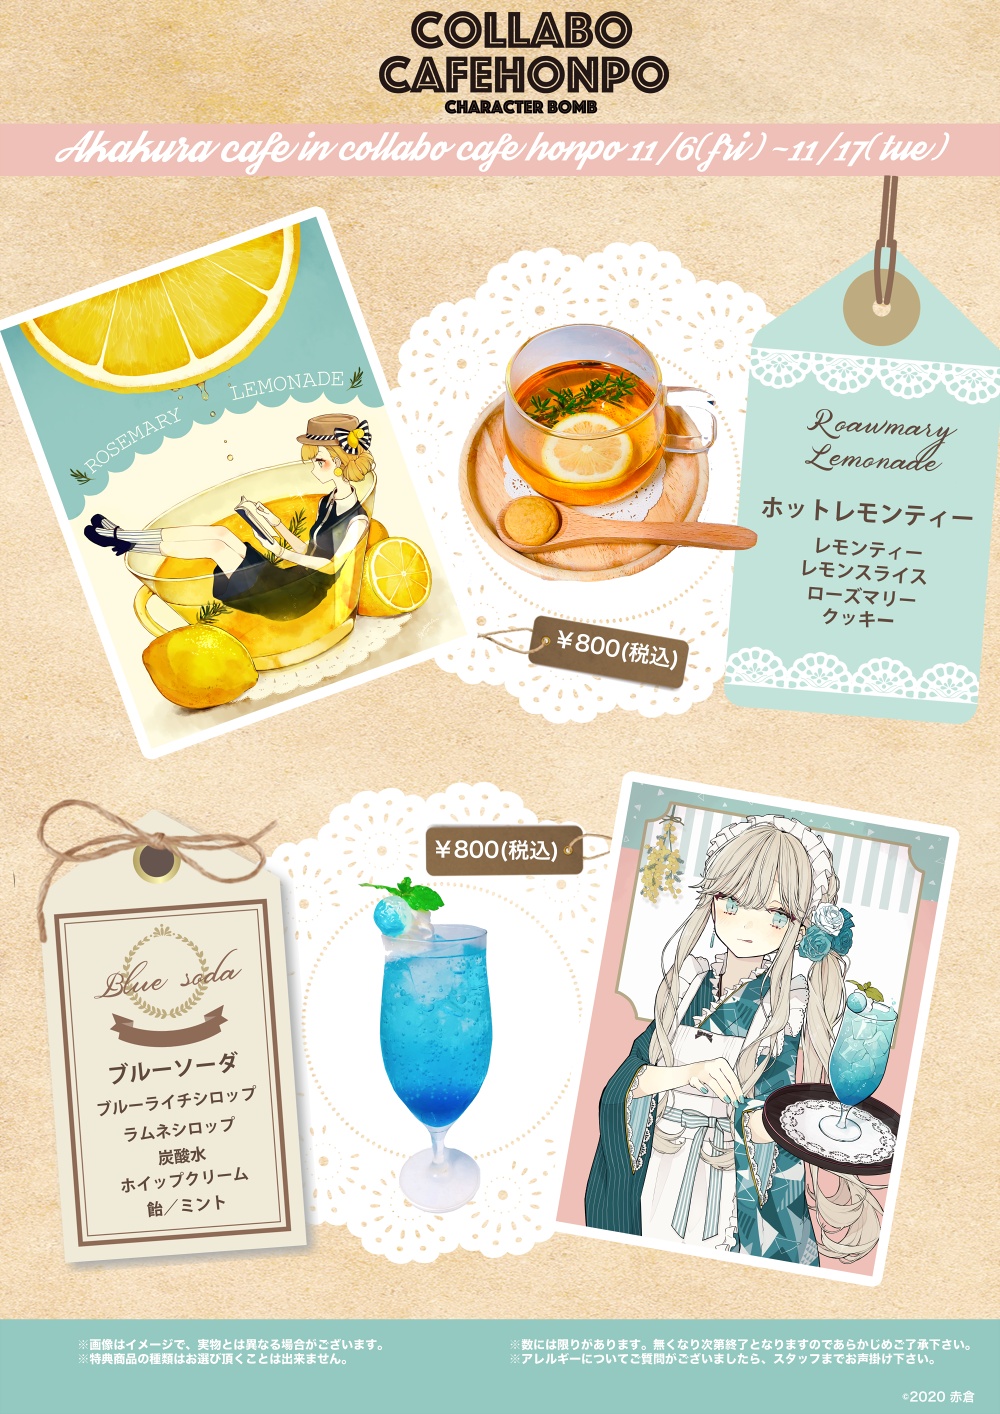 COLLABO
CAFEHONPO
CHARACTER BOMB
Akakura cafe in collabo cafe honpo 11/6(fri)~11/17(tue)
ROSEMARY LEMONADE
Roawmary
Lemonade
ホットレモンティー
レモンティー
レモンスライス
ローズマリー
クッキー
￥800(税込)
￥800(税込)
Blue soda
ブルーソーダ
ブルーライチシロップ
ラムネシロップ
炭酸水
ホイップクリーム
飴／ミント
※画像はイメージで、実物とは異なる場合がございます。
※特典商品の種類はお選び頂くことは出来ません。
※数には限りがあります。無くなり次第終了となりますのであらかじめご了承下さい。
※アレルギーについてご質問がございましたら、スタッフまでお声掛け下さい。
©2020 赤倉